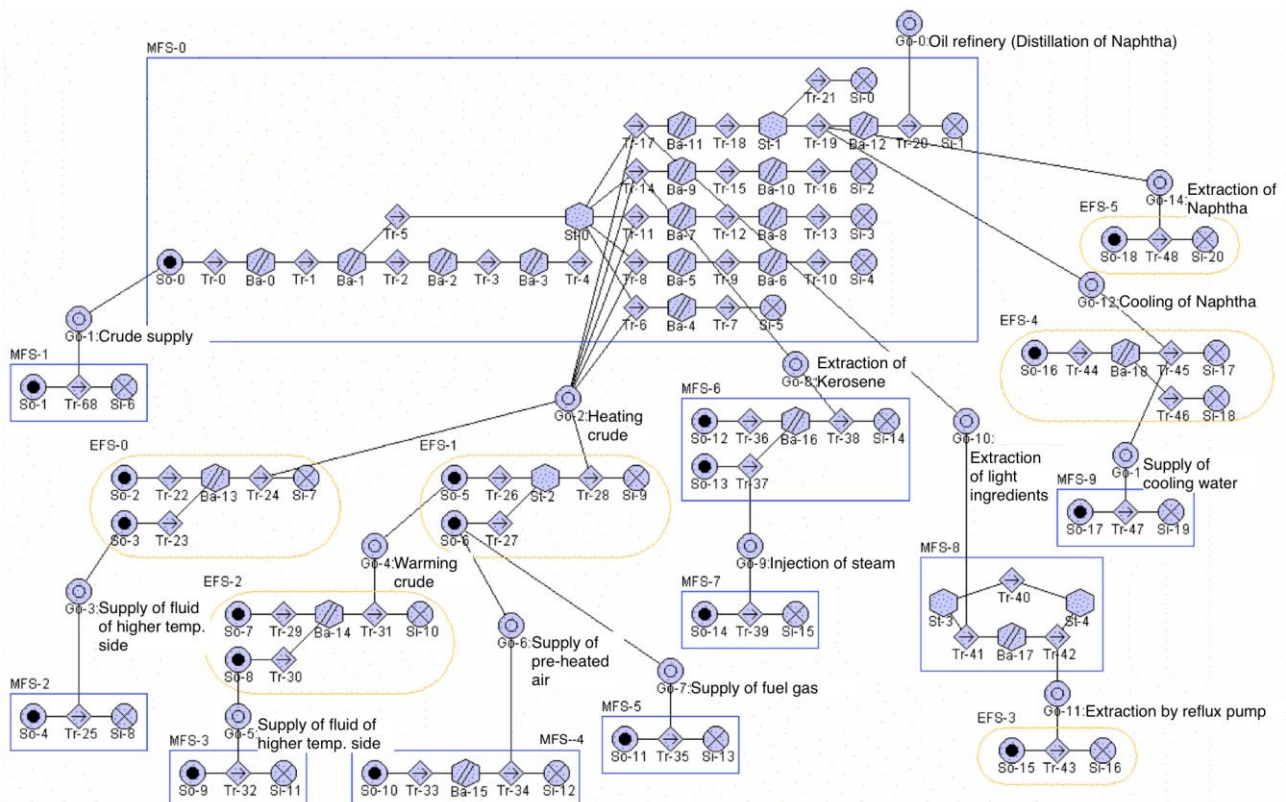 Go-0:Oil refinery (Distillation of Naphtha)
MFS-0
Tr-21 Si-0
Tr-17 Ba-11 Tr-18 St-1 Tr-19 Ba-12 Tr-20 Si-1
Tr-14 Ba-9 Tr-15 Ba-10 Tr-16 Si-2
Tr-5 St-0 Tr-11 Ba-7 Tr-12 Ba-8 Tr-13 Si-3
So-0 Tr-0 Ba-0 Tr-1 Ba-1 Tr-2 Ba-2 Tr-3 Ba-3 Tr-4 Tr-8 Ba-5 Tr-9 Ba-6 Tr-10 Si-4
Tr-6 Ba-4 Tr-7 Si-5
Go-14:
Extraction of
Naphtha
EFS-5
So-18 Tr-48 Si-20
Go-12:Cooling of Naphtha
EFS-4
So-16 Tr-44 Ba-18 Tr-45 Si-17
Tr-46 Si-18
Go-1:Crude supply
MFS-1
So-1 Tr-68 Si-6
Go-2:Heating
crude
Extraction of
Go-8:Kerosene
MFS-6
So-12 Tr-36 Ba-16 Tr-38 Si-14
So-13 Tr-37
Go-10:
Extraction
of light
ingredients
Go-1
Supply of
cooling water
MFS-9
So-17 Tr-47 Si-19
EFS-0
So-2 Tr-22 Ba-13 Tr-24 Si-7
So-3 Tr-23
EFS-1
So-5 Tr-26 St-2 Tr-28 Si-9
So-6 Tr-27
Go-4:Warming
crude
Go-3:Supply of fluid
of higher temp.
side
EFS-2
So-7 Tr-29 Ba-14 Tr-31 Si-10
So-8 Tr-30
Go-9:Injection of steam
MFS-7
So-14 Tr-39 Si-15
MFS-8
Tr-40
St-3 St-4
Tr-41 Ba-17 Tr-42
Go-6:Supply of
pre-heated
air
Go-7:Supply of fuel gas
MFS-5
So-11 Tr-35 Si-13
Go-11:Extraction by reflux pump
EFS-3
So-15 Tr-43 Si-16
MFS-2
So-4 Tr-25 Si-8
Go-5:Supply of fluid of
higher temp. side
MFS-3
So-9 Tr-32 Si-11
MFS--4
So-10 Tr-33 Ba-15 Tr-34 Si-12